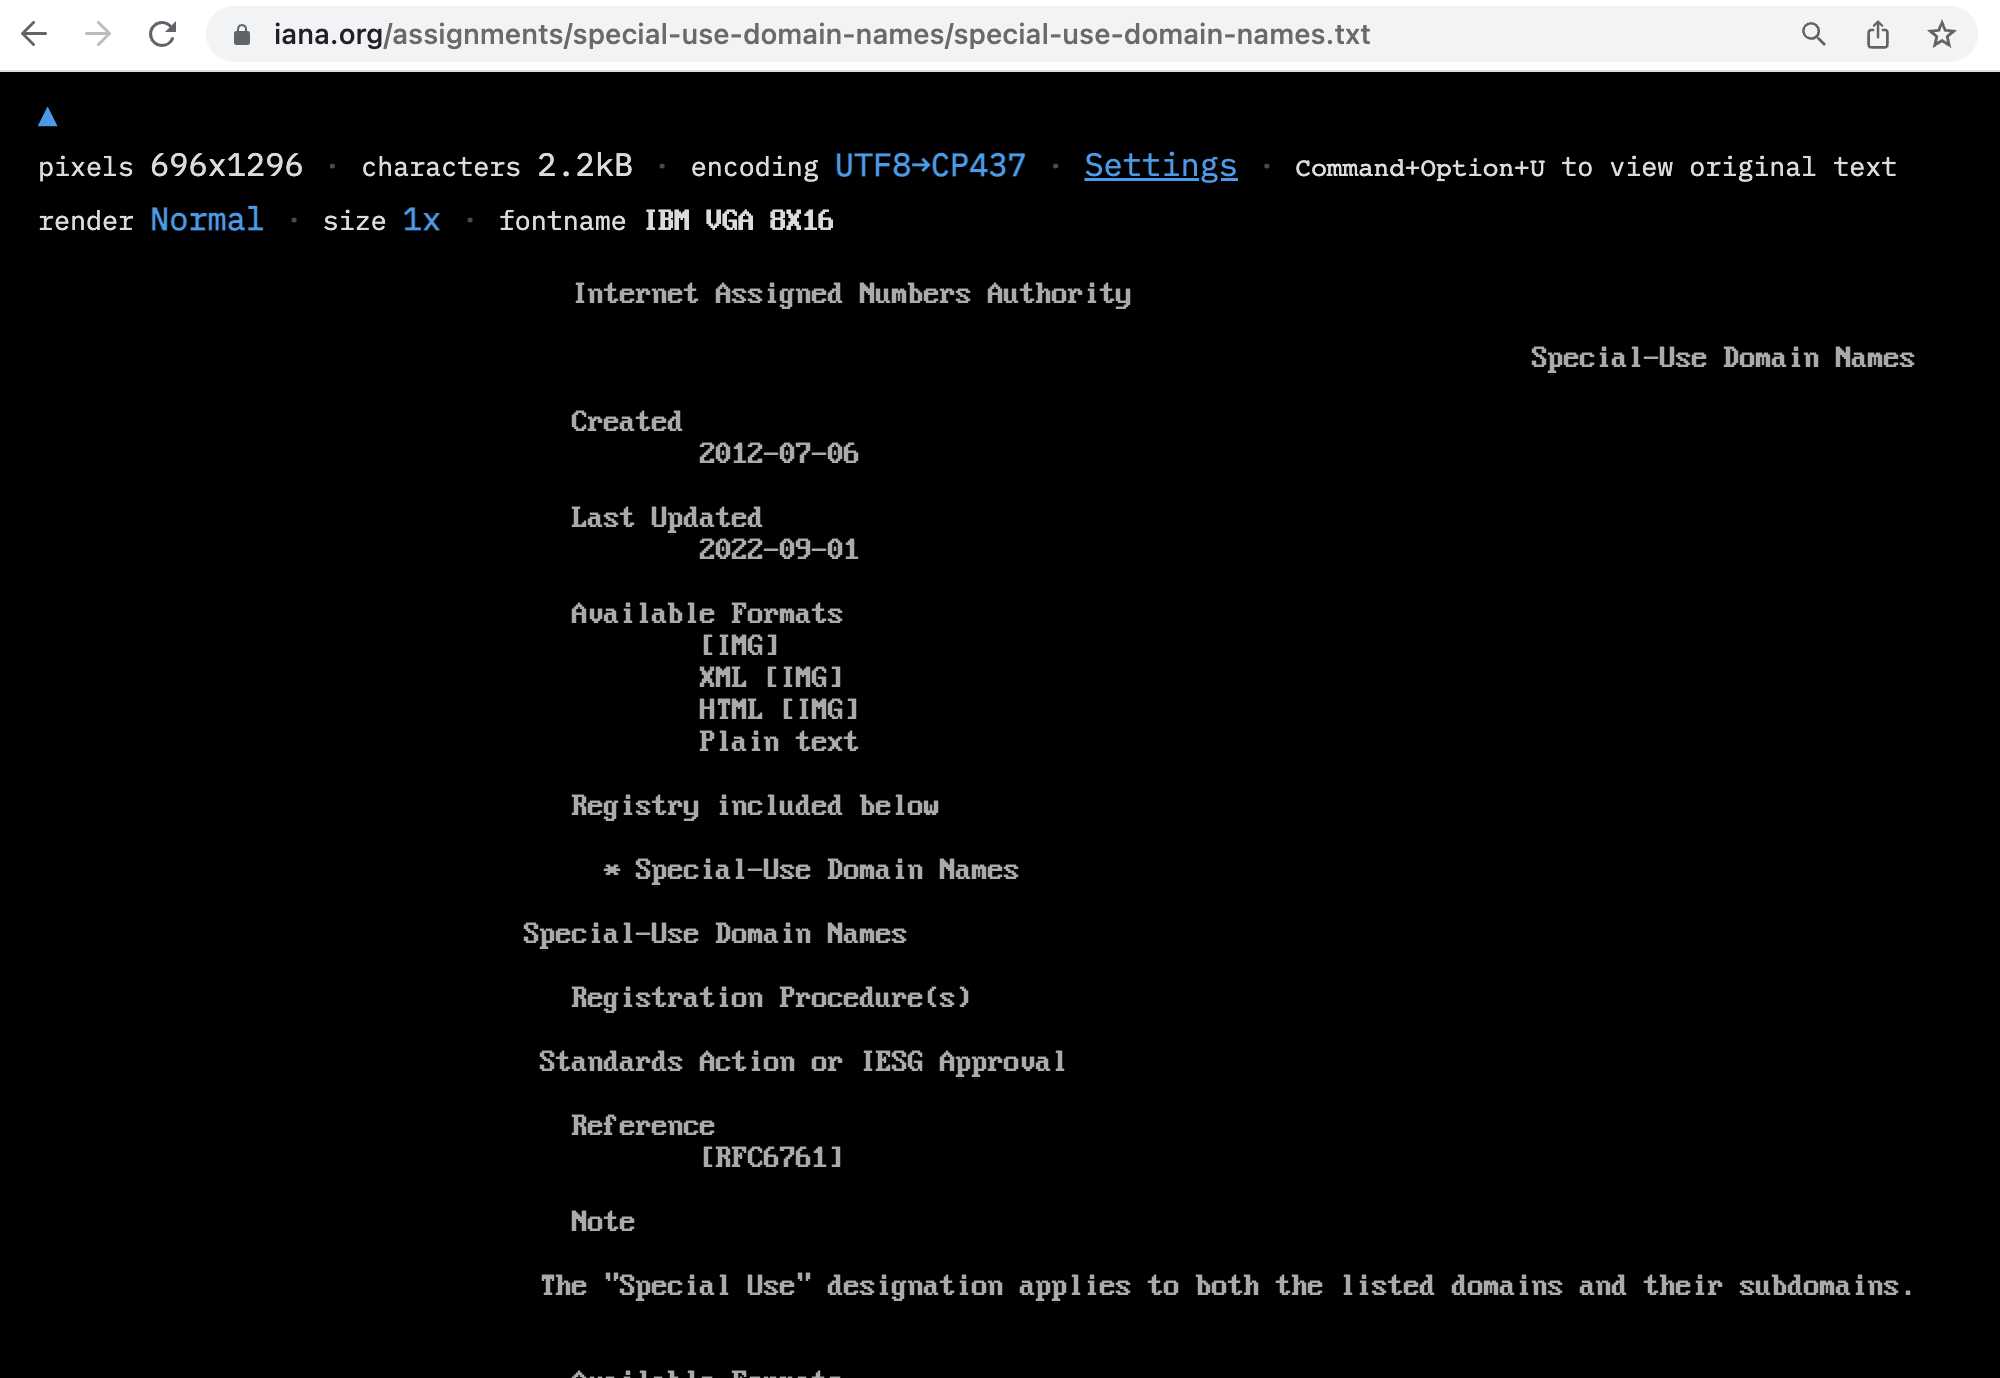 iana.org/assignments/special-use-domain-names/special-use-domain-names.txt
pixels 696x1296 · characters 2.2kB · encoding UTF8→CP437 · Settings · Command+Option+U to view original text
render Normal · size 1x · fontname IBM VGA 8X16
Internet Assigned Numbers Authority
Special-Use Domain Names
Created
2012-07-06
Last Updated
2022-09-01
Available Formats
[IMG]
XML [IMG]
HTML [IMG]
Plain text
Registry included below
* Special-Use Domain Names
Special-Use Domain Names
Registration Procedure(s)
Standards Action or IESG Approval
Reference
[RFC6761]
Note
The "Special Use" designation applies to both the listed domains and their subdomains.
Available Formats